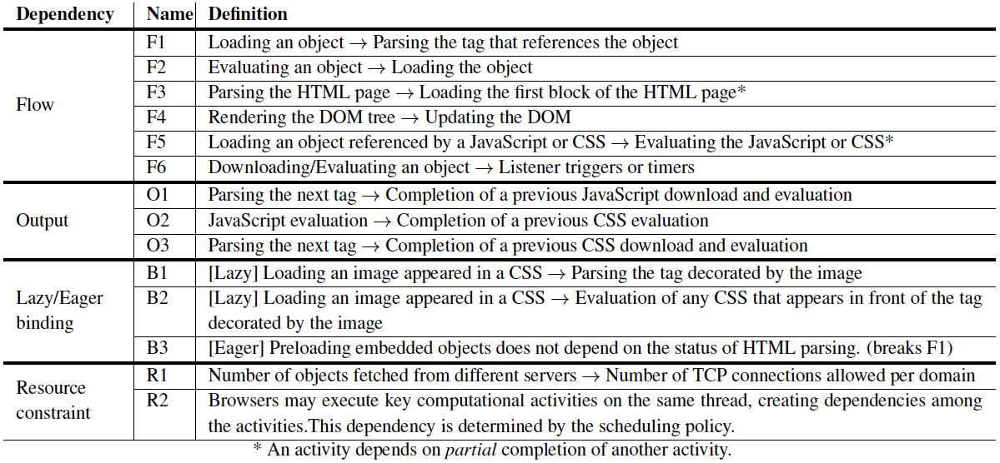 Dependency Name Definition
F1 Loading an object → Parsing the tag that references the object
F2 Evaluating an object → Loading the object
F3 Parsing the HTML page → Loading the first block of the HTML page*
Flow
F4 Rendering the DOM tree → Updating the DOM
F5 Loading an object referenced by a JavaScript or CSS → Evaluating the JavaScript or CSS*
F6 Downloading/Evaluating an object → Listener triggers or timers
O1 Parsing the next tag → Completion of a previous JavaScript download and evaluation
Output O2 JavaScript evaluation → Completion of a previous CSS evaluation
O3 Parsing the next tag → Completion of a previous CSS download and evaluation
B1 [Lazy] Loading an image appeared in a CSS → Parsing the tag decorated by the image
Lazy/Eager B2 [Lazy] Loading an image appeared in a CSS → Evaluation of any CSS that appears in front of the tag
binding decorated by the image
B3 [Eager] Preloading embedded objects does not depend on the status of HTML parsing. (breaks F1)
R1 Number of objects fetched from different servers → Number of TCP connections allowed per domain
Resource R2 Browsers may execute key computational activities on the same thread, creating dependencies among
constraint the activities.This dependency is determined by the scheduling policy.
* An activity depends on partial completion of another activity.